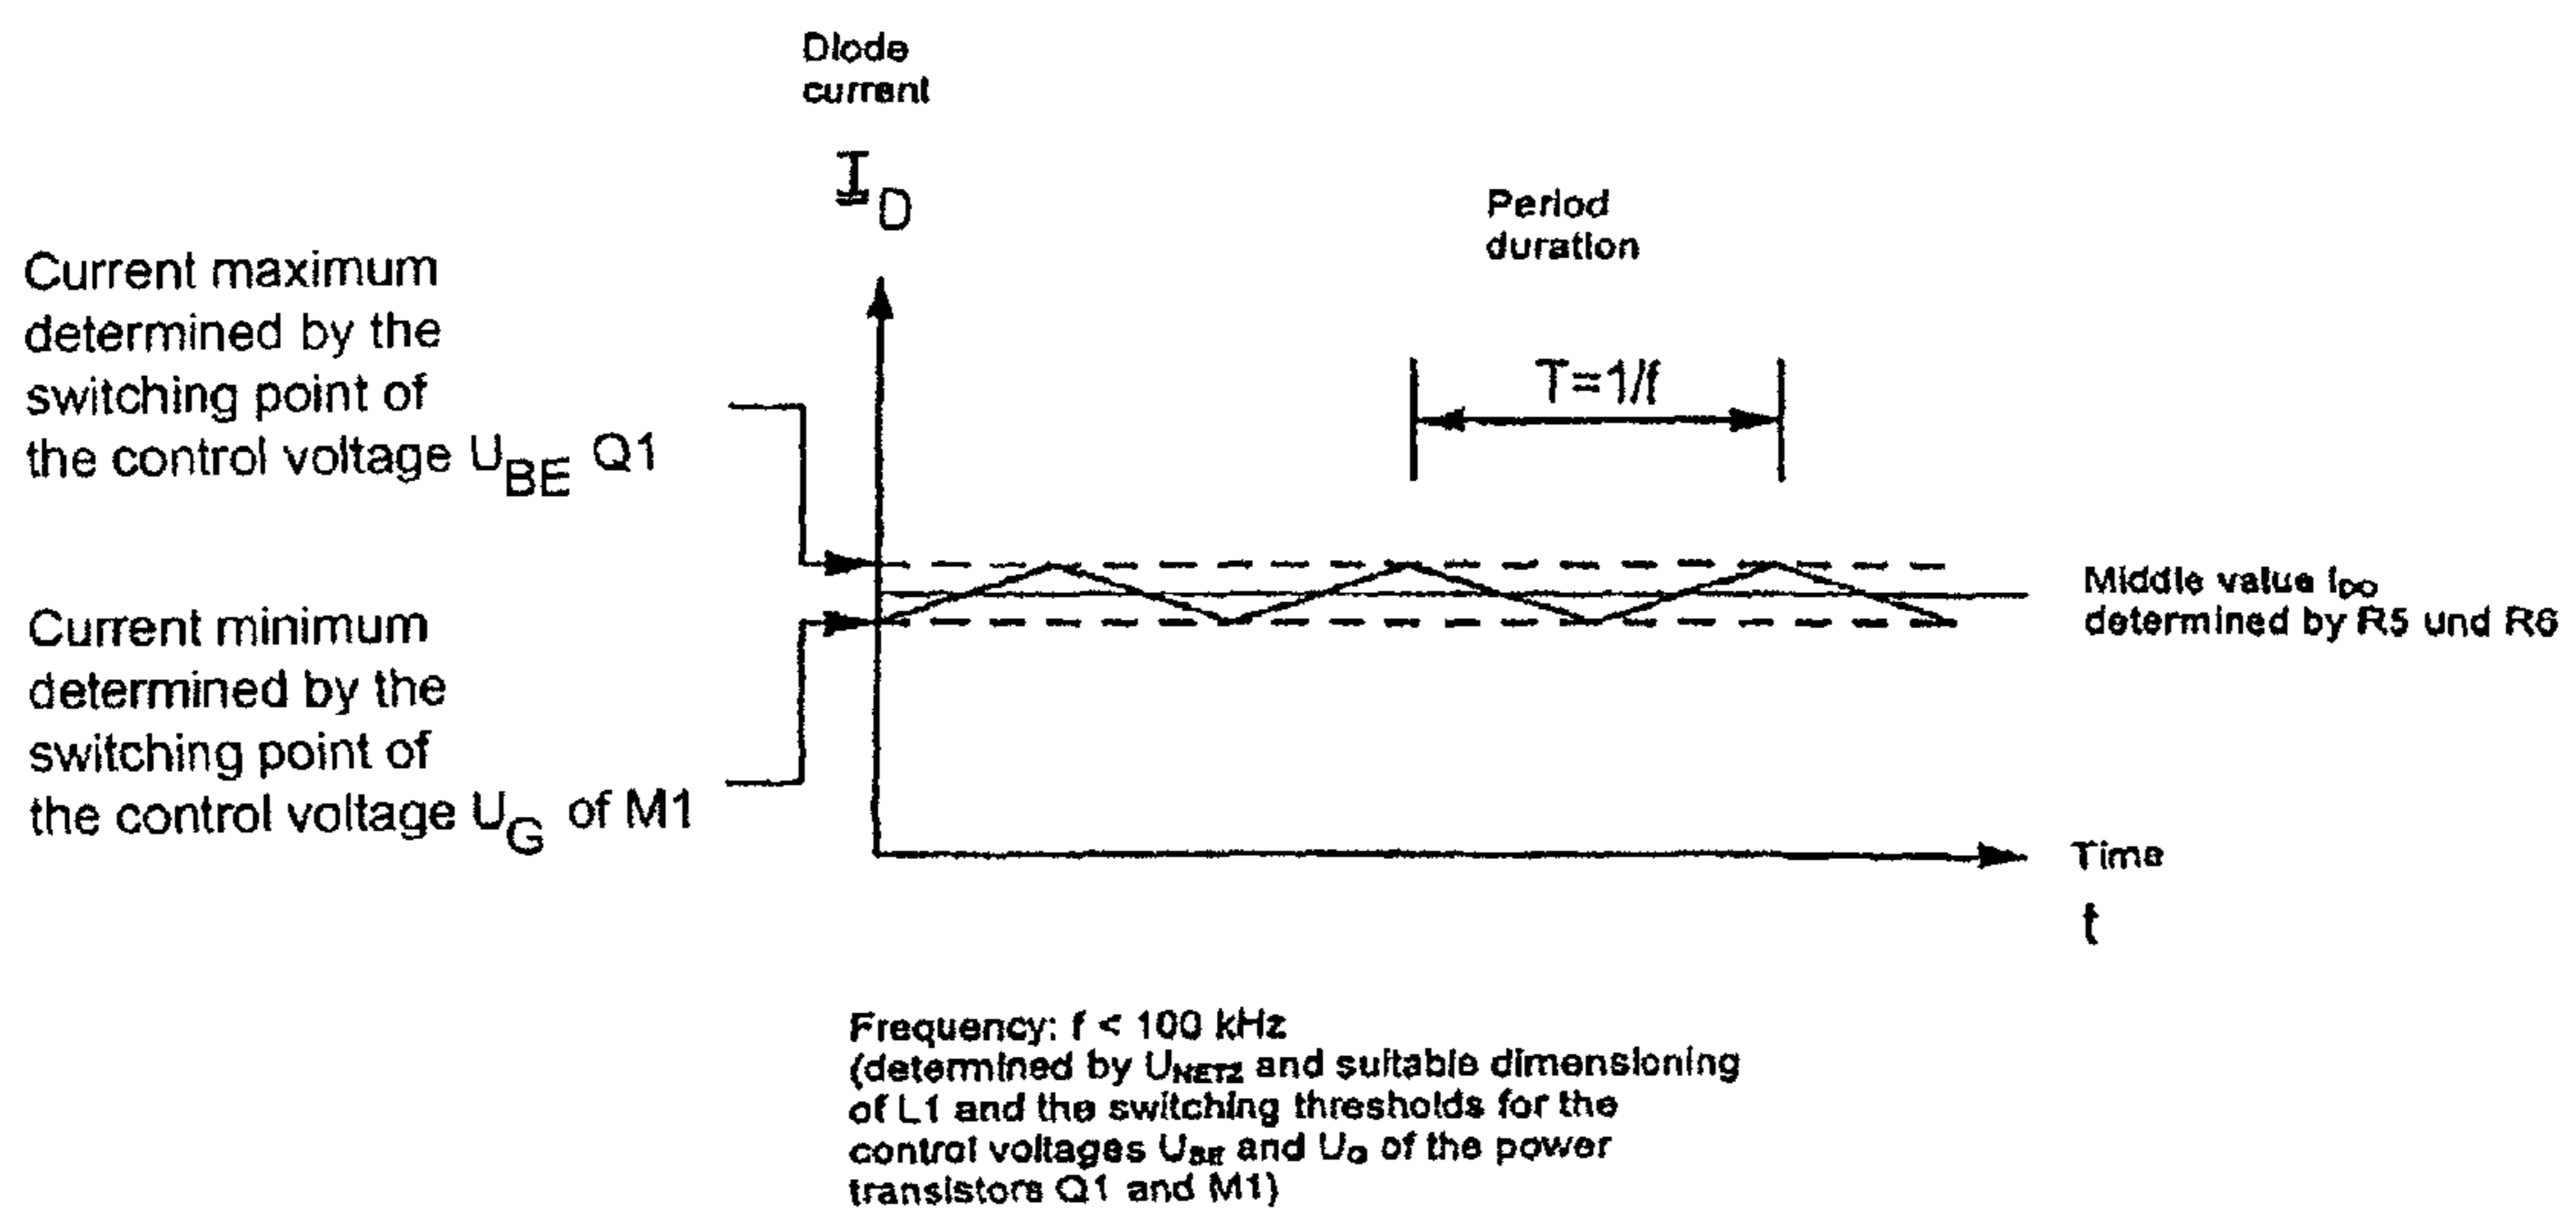 Diode
current
I_D
Period
duration
Current maximum
determined by the
switching point of
the control voltage U_BE Q1
T=1/f
Middle value I_DO
determined by R5 und R6
Current minimum
determined by the
switching point of
the control voltage U_G of M1
Time
t
Frequency: f < 100 kHz
(determined by U_NETZ and suitable dimensioning
of L1 and the switching thresholds for the
control voltages U_BE and U_G of the power
transistors Q1 and M1)